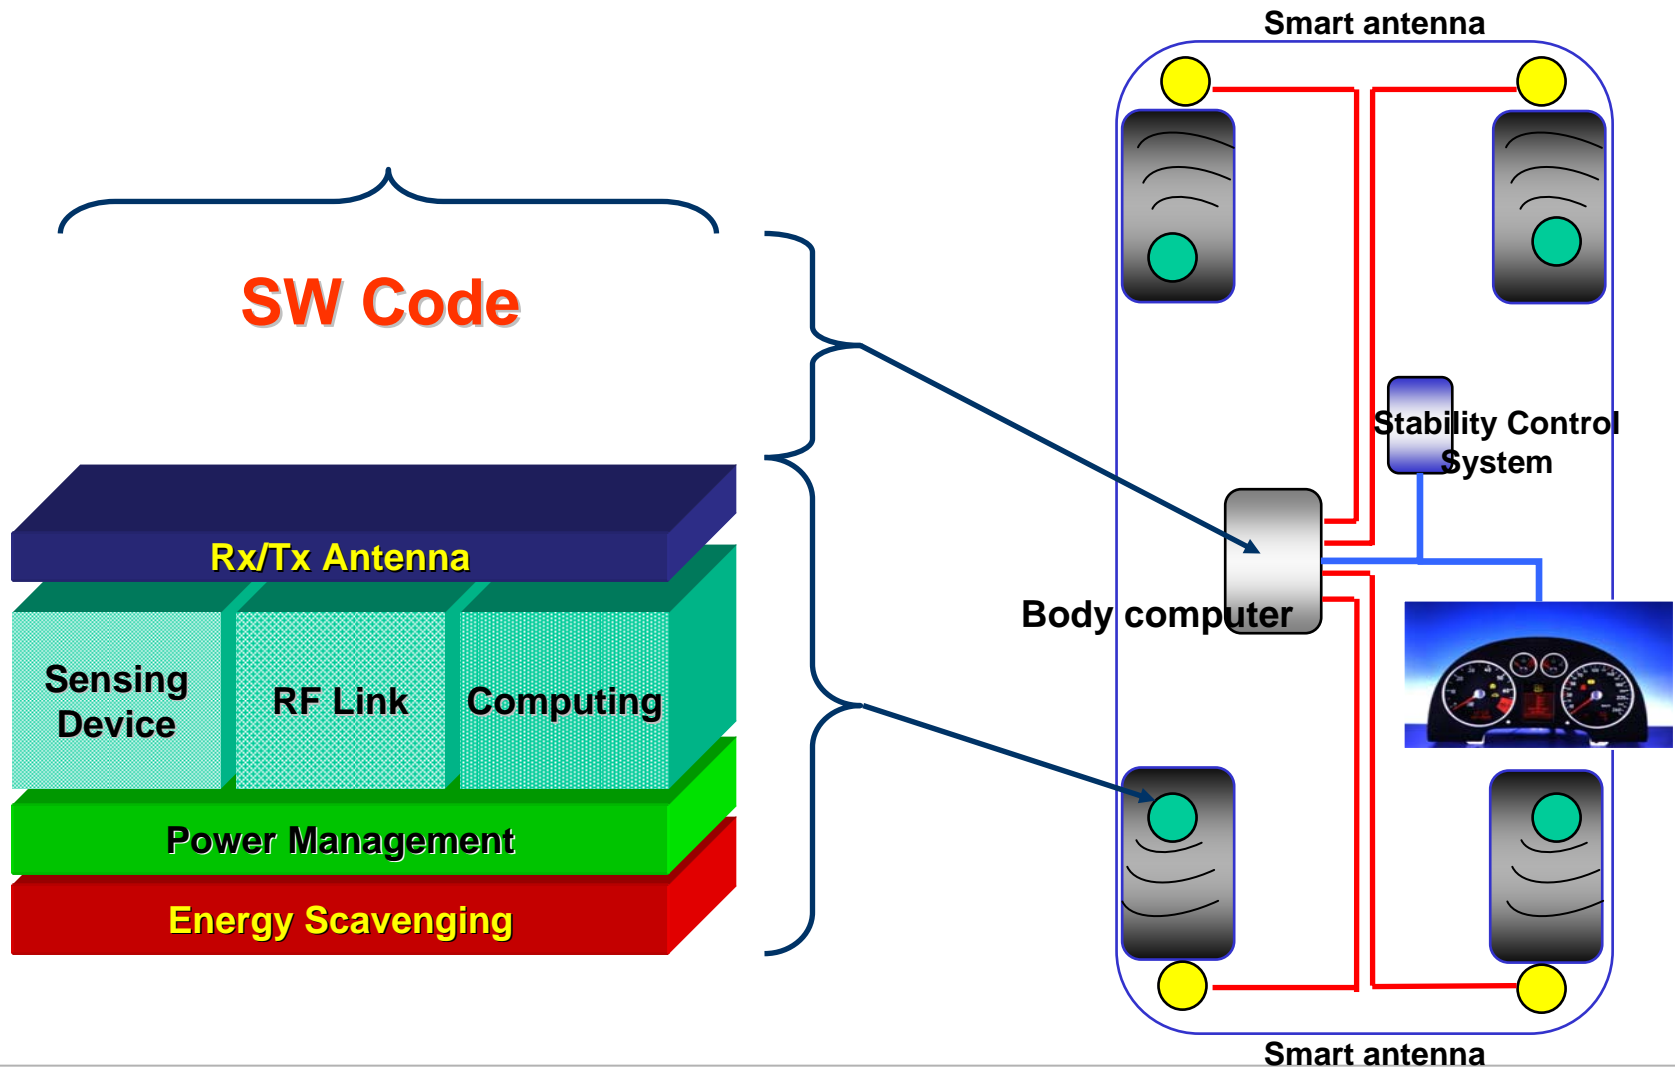 Smart antenna
SW Code
Stability Control
System
Rx/Tx Antenna
Body computer
Sensing
Device
RF Link
Computing
Power Management
Energy Scavenging
Smart antenna